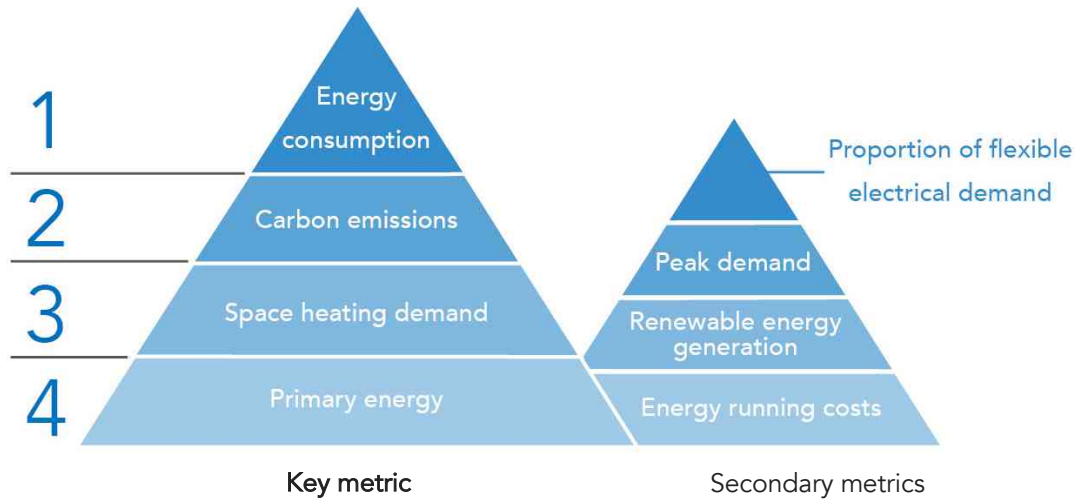 1
Energy
consumption
2
Carbon emissions
3
Space heating demand
4
Primary energy
Key metric
Proportion of flexible
electrical demand
Peak demand
Renewable energy
generation
Energy running costs
Secondary metrics